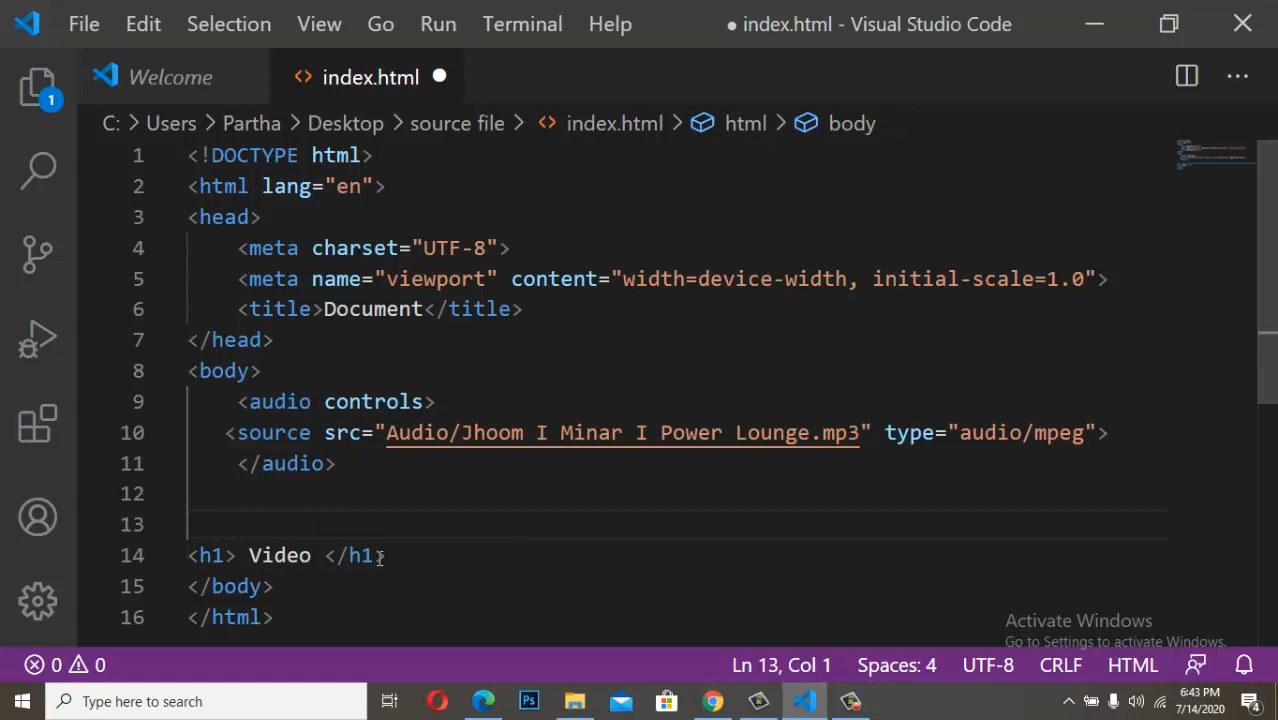 File Edit Selection View Go Run Terminal Help ● index.html - Visual Studio Code
Welcome <> index.html ●
C: > Users > Partha > Desktop > source file > <> index.html > html > body
1 <!DOCTYPE html>
2 <html lang="en">
3 <head>
4 <meta charset="UTF-8">
5 <meta name="viewport" content="width=device-width, initial-scale=1.0">
6 <title>Document</title>
7 </head>
8 <body>
9 <audio controls>
10 <source src="Audio/Jhoom I Minar I Power Lounge.mp3" type="audio/mpeg">
11 </audio>
12
13
14 <h1> Video </h1>
15 </body>
16 </html>
1
Activate Windows
Go to Settings to activate Windows.
0 0 Ln 13, Col 1 Spaces: 4 UTF-8 CRLF HTML
Type here to search
Ps
6:43 PM
7/14/2020
4